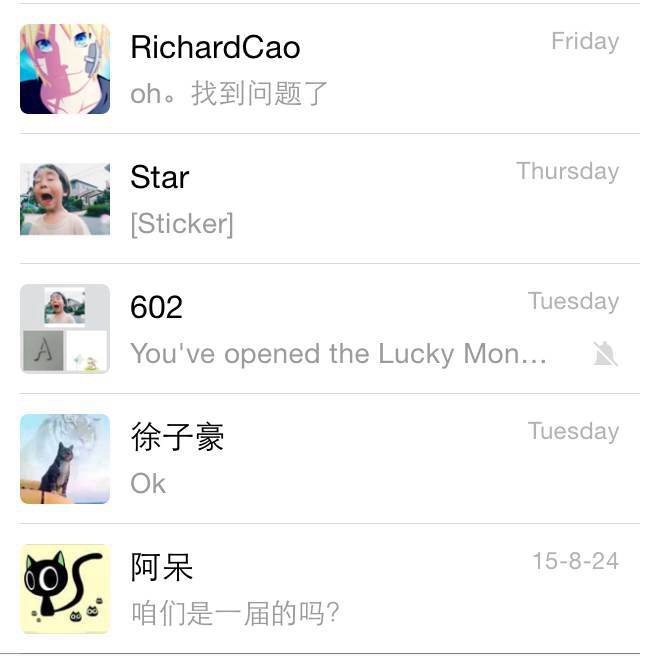 RichardCao Friday
oh。找到问题了
Star Thursday
[Sticker]
602 Tuesday
You've opened the Lucky Mon...
徐子豪 Tuesday
Ok
阿呆 15-8-24
咱们是一届的吗?